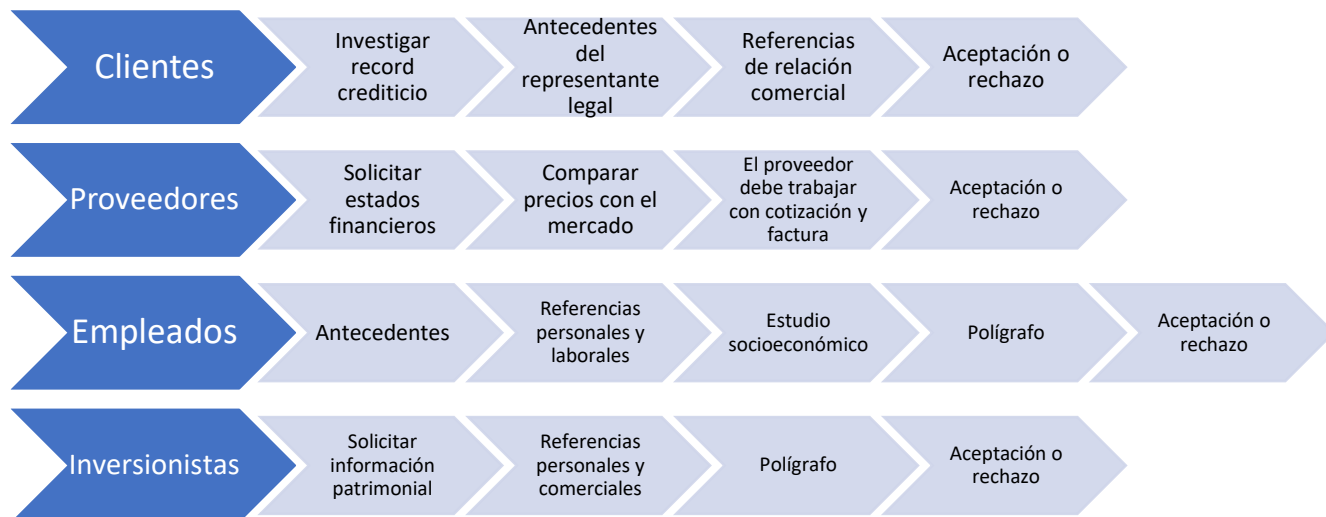 Clientes
Investigar
record
crediticio
Antecedentes
del
representante
legal
Referencias
de relación
comercial
Aceptación o
rechazo
Proveedores
Solicitar
estados
financieros
Comparar
precios con el
mercado
El proveedor
debe trabajar
con cotización y
factura
Aceptación o
rechazo
Empleados
Antecedentes
Referencias
personales y
laborales
Estudio
socioeconómico
Polígrafo
Aceptación o
rechazo
Inversionistas
Solicitar
información
patrimonial
Referencias
personales y
comerciales
Polígrafo
Aceptación o
rechazo